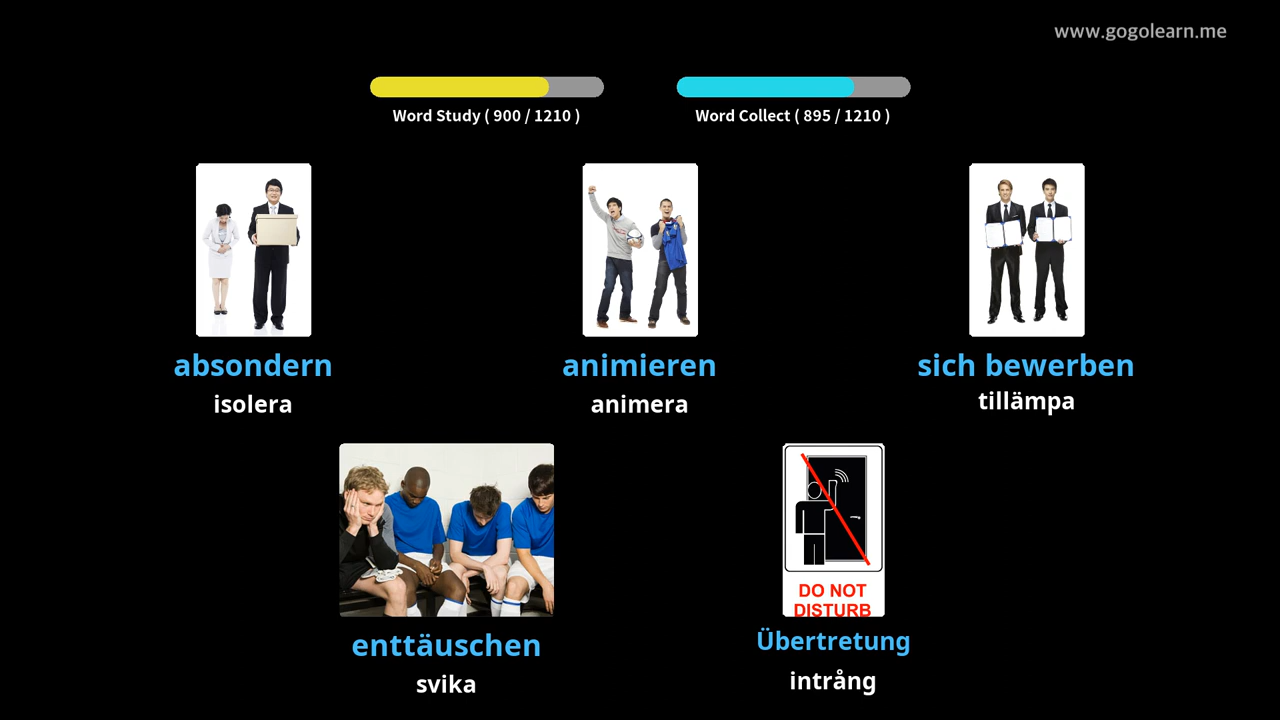 www.gogolearn.me
Word Study ( 900 / 1210 )
Word Collect ( 895 / 1210 )
absondern
isolera
animieren
animera
sich bewerben
tillämpa
DO NOT
DISTURB
enttäuschen
svika
Übertretung
intrång